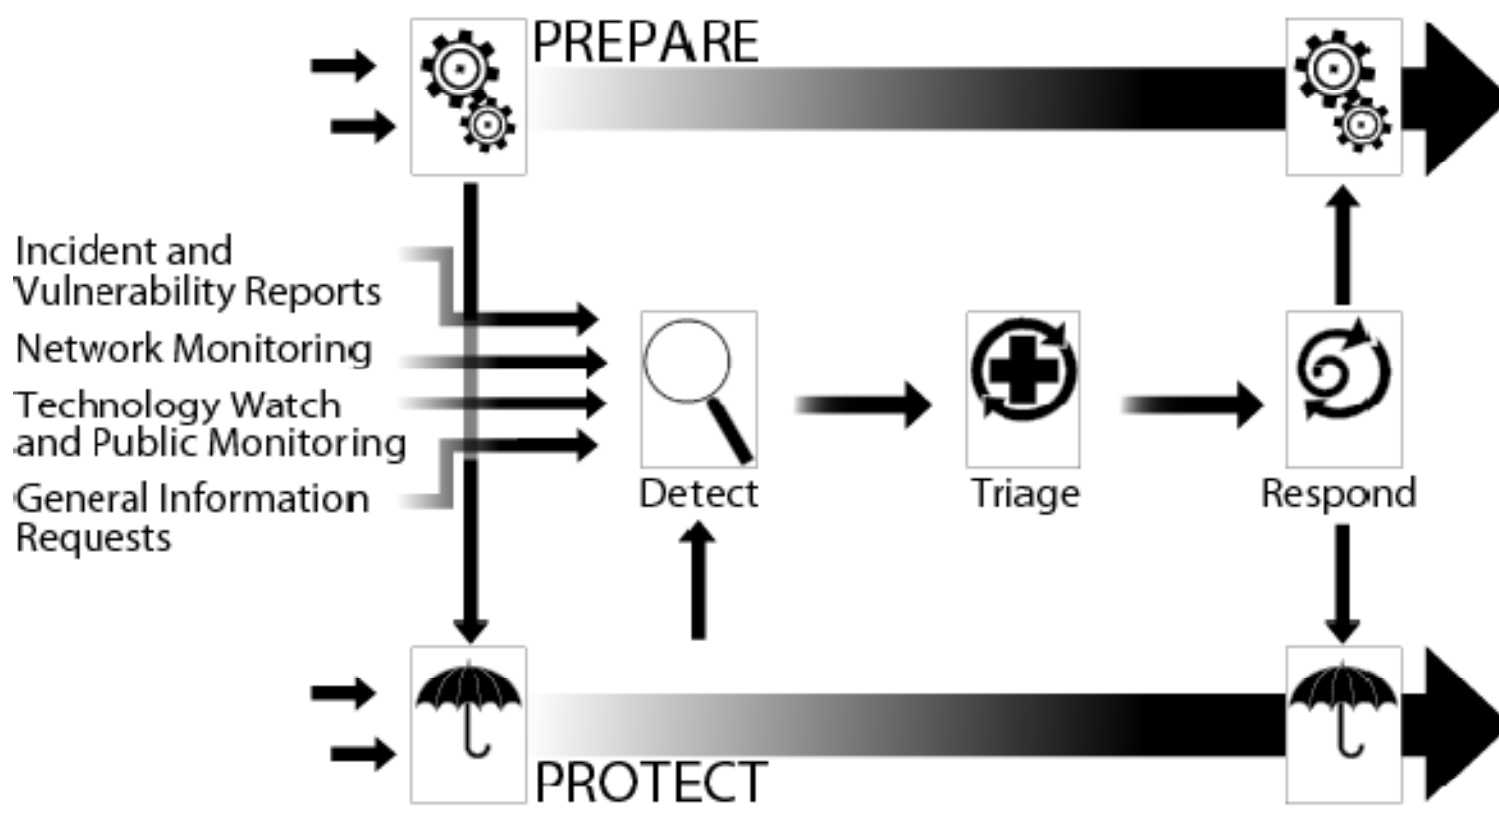 PREPARE
Incident and
Vulnerability Reports
Network Monitoring
Technology Watch
and Public Monitoring
General Information
Requests
Detect
Triage
Respond
PROTECT